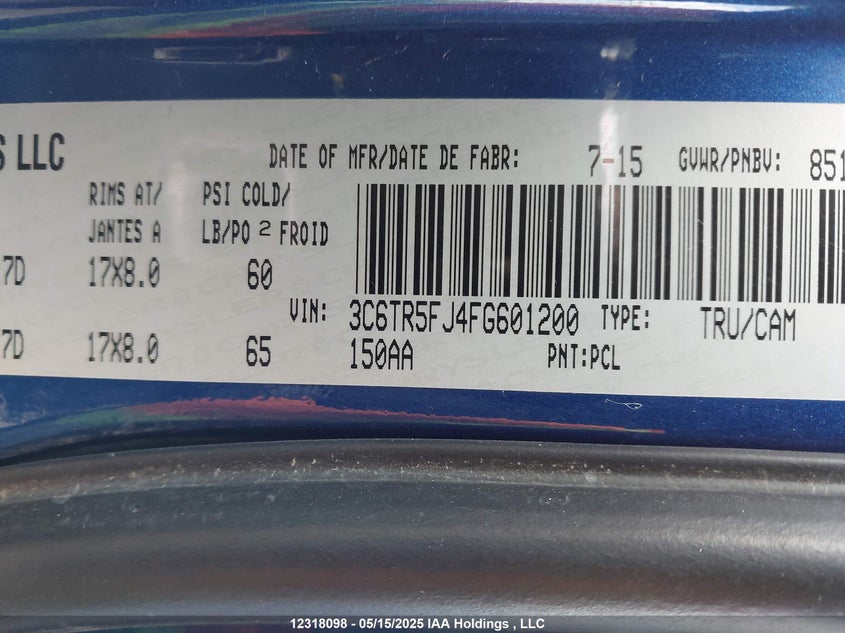 S LLC
DATE OF MFR/DATE DE FABR: 7-15 GVWR/PNBV: 851
RIMS AT/ PSI COLD/
JANTES A LB/PO 2 FROID
7D 17X8.0 60
VIN: 3C6TR5FJ4FG601200 TYPE: TRU/CAM
7D 17X8.0 65 150AA PNT:PCL
12318098 - 05/15/2025 IAA Holdings , LLC